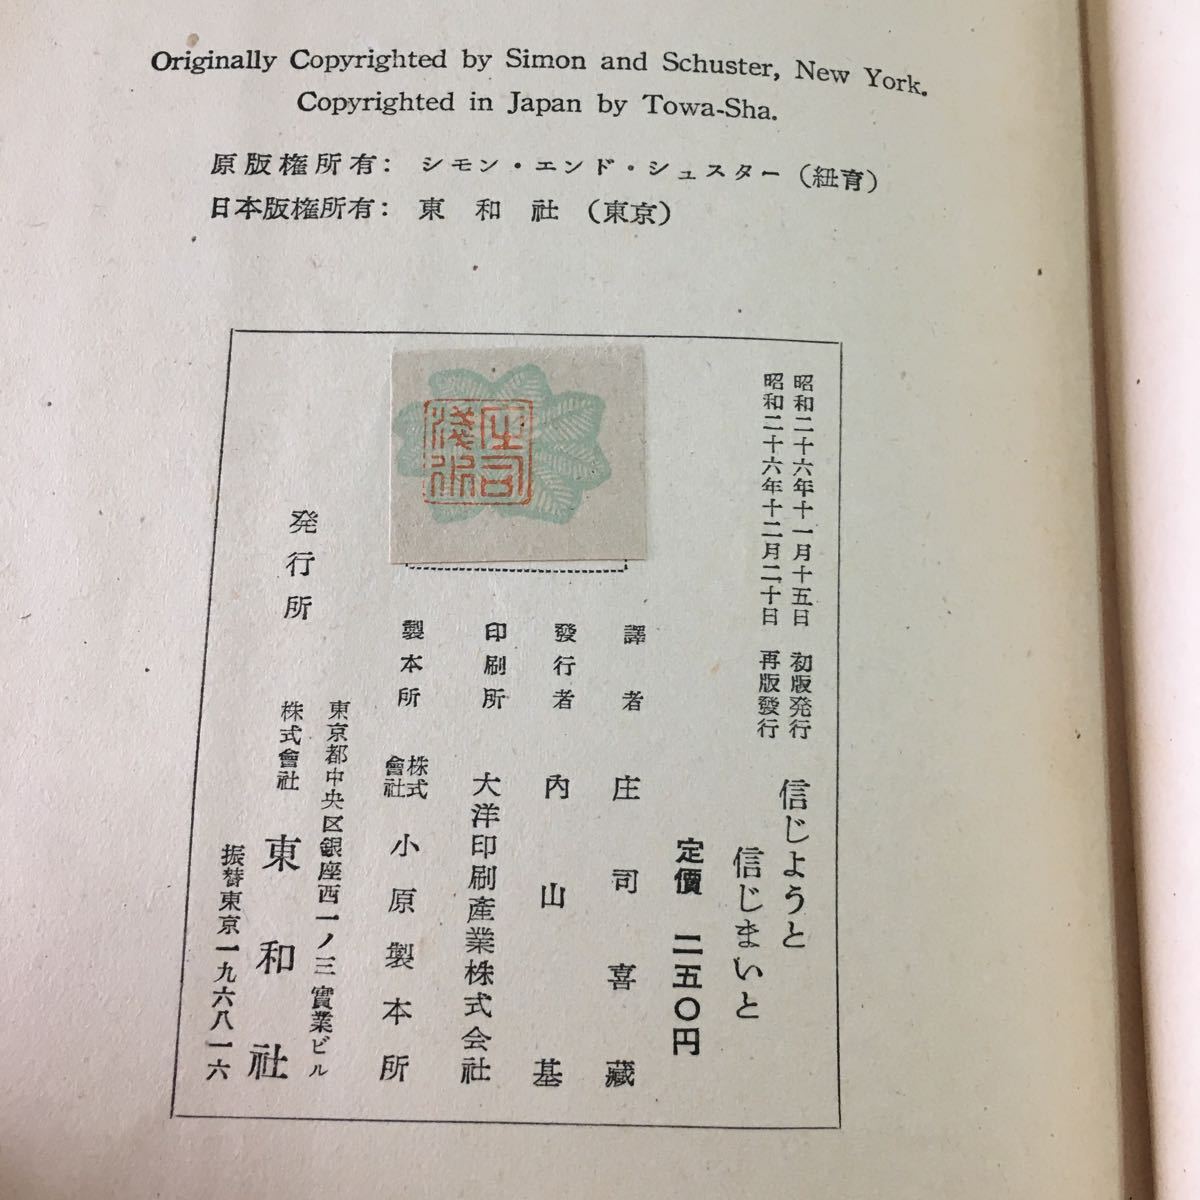 Originally Copyrighted by Simon and Schuster, New York.
Copyrighted in Japan by Towa-Sha.
原版権所有: シモン・エンド・シュスター (紐育)
日本版権所有: 東和社 (東京)
昭和二十六年十一月十五日 初版発行
昭和二十六年十二月二十日 再版發行
信じようと
信じまいと
定價 二五〇円
譯者 庄司喜藏
發行者 内山基
印刷所 大洋印刷産業株式会社
製本所 株式會社 小原製本所
発行所
東京都中央区銀座西一ノ三實業ビル
株式會社 東和社
振替東京一九六八一六
庄司
淺水